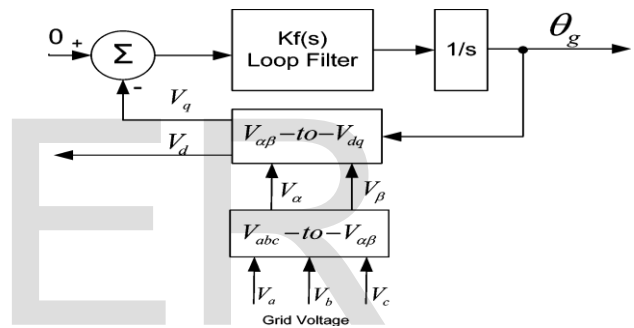 0 + Σ - Kf(s) 1/s θg
Loop Filter
Vq
Vd
Vαβ-to-Vdq
Vα Vβ
Vabc-to-Vαβ
Va Vb Vc
Grid Voltage
ER